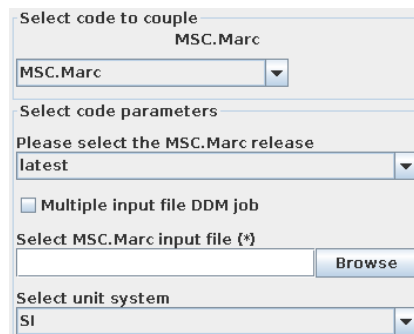 Select code to couple
MSC.Marc
MSC.Marc
Select code parameters
Please select the MSC.Marc release
latest
Multiple input file DDM job
Select MSC.Marc input file (*)
Browse
Select unit system
SI